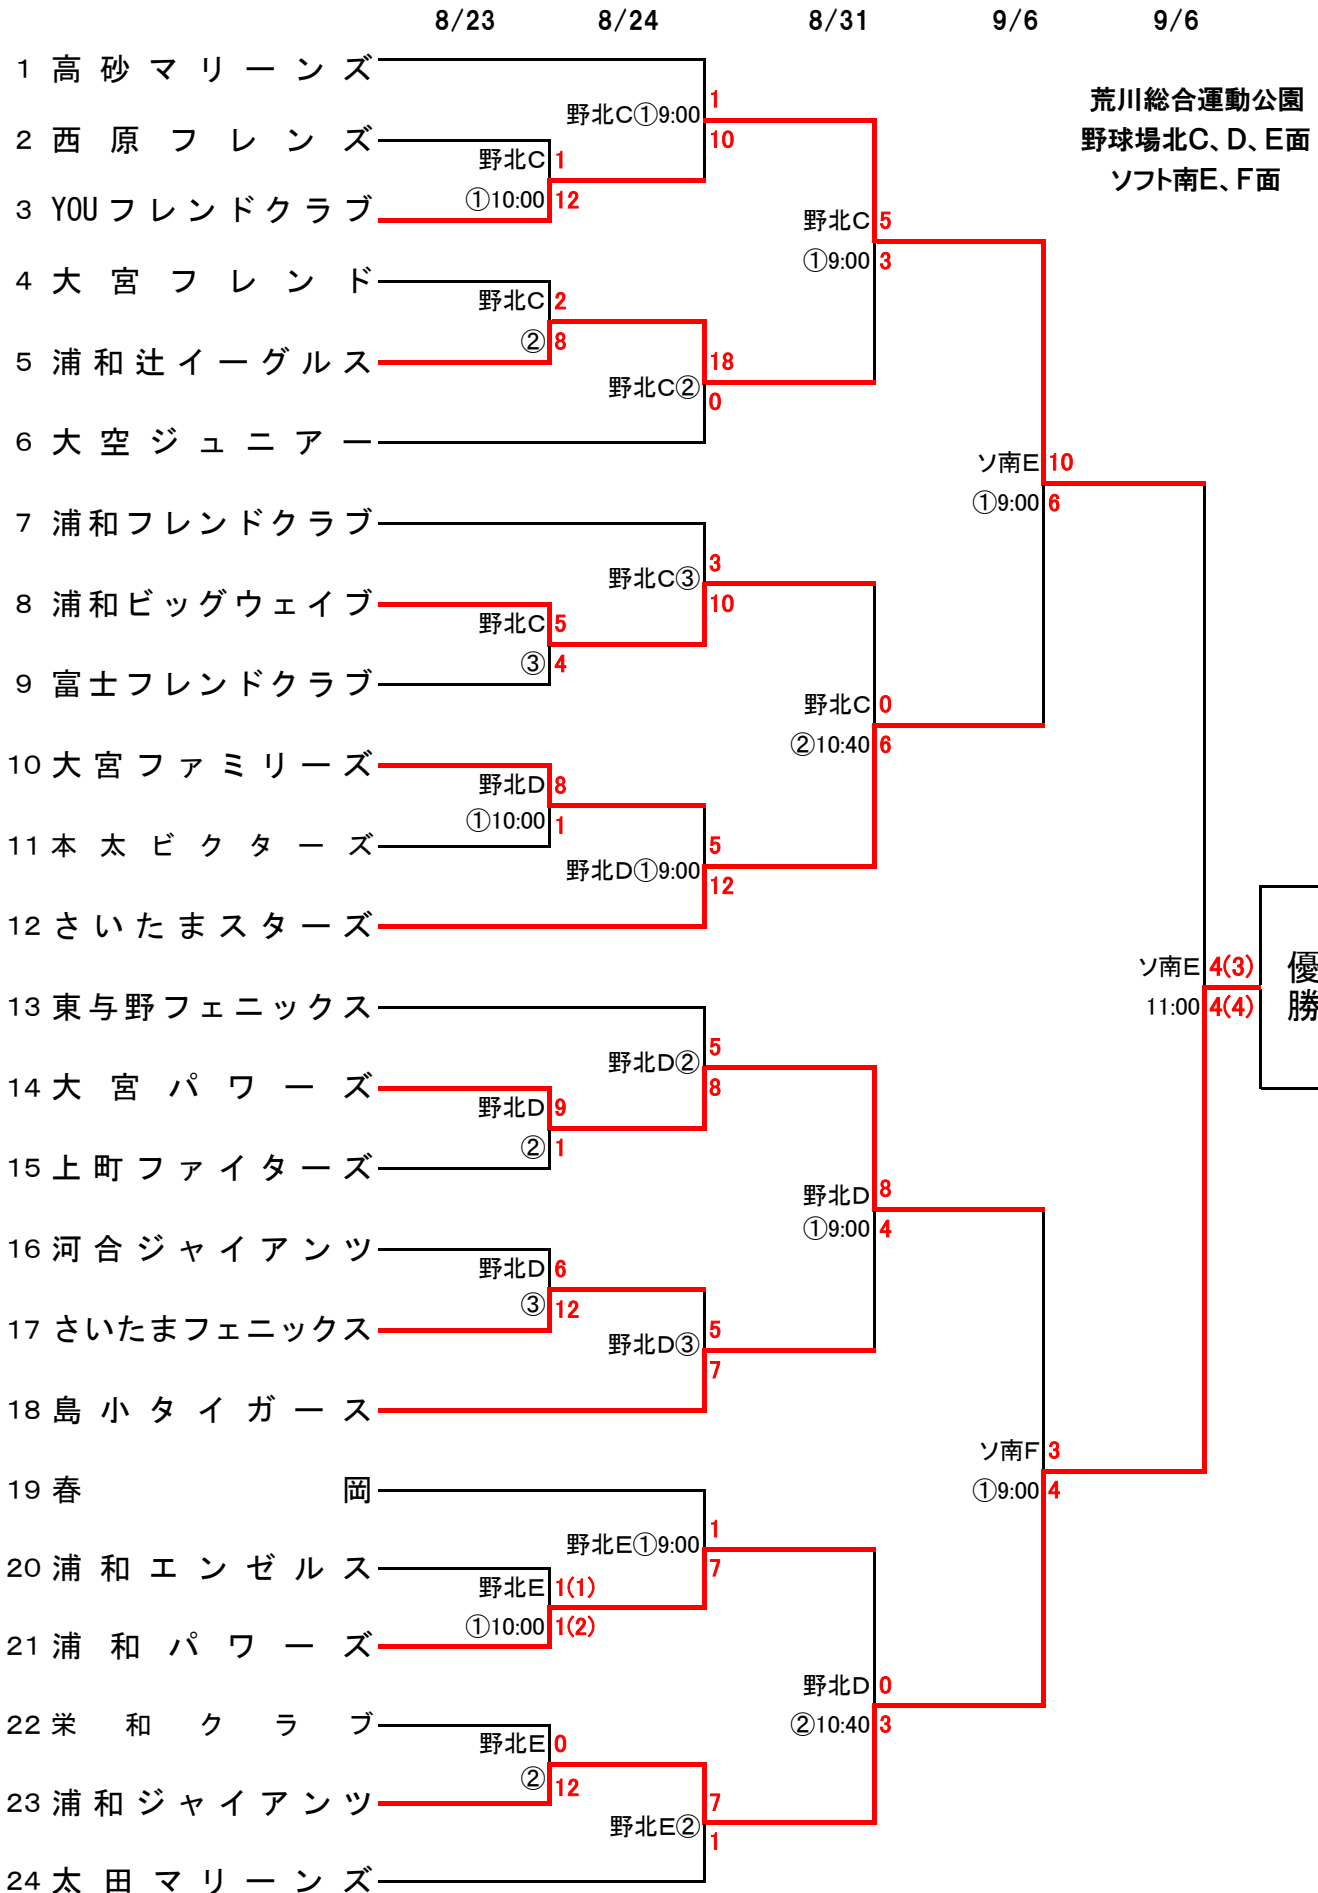 8/23 8/24 8/31 9/6 9/6
荒川総合運動公園
野球場北C、D、E面
ソフト南E、F面
1 高砂マリーンズ
野北C①9:00 1
10
2 西原フレンズ
野北C 1
①10:00 12
3 YOUフレンドクラブ
野北C 5
①9:00 3
4 大宮フレンド
野北C 2
② 8
5 浦和辻イーグルス
18
野北C② 0
6 大空ジュニアー
ソ南E 10
①9:00 6
7 浦和フレンドクラブ
野北C③ 3
10
8 浦和ビッグウェイブ
野北C 5
③ 4
9 富士フレンドクラブ
野北C 0
②10:40 6
10 大宮ファミリーズ
野北D 8
①10:00 1
11 本太ビクターズ
5
野北D①9:00 12
12 さいたまスターズ
ソ南E 4(3)
11:00 4(4)
優勝
13 東与野フェニックス
野北D② 5
8
14 大宮パワーズ
野北D 9
② 1
15 上町ファイターズ
野北D 8
①9:00 4
16 河合ジャイアンツ
野北D 6
③ 12
17 さいたまフェニックス
野北D③ 5
7
18 島小タイガース
ソ南F 3
①9:00 4
19 春岡
野北E①9:00 1
7
20 浦和エンゼルス
野北E 1(1)
①10:00 1(2)
21 浦和パワーズ
野北D 0
②10:40 3
22 栄和クラブ
野北E 0
② 12
23 浦和ジャイアンツ
7
野北E② 1
24 太田マリーンズ